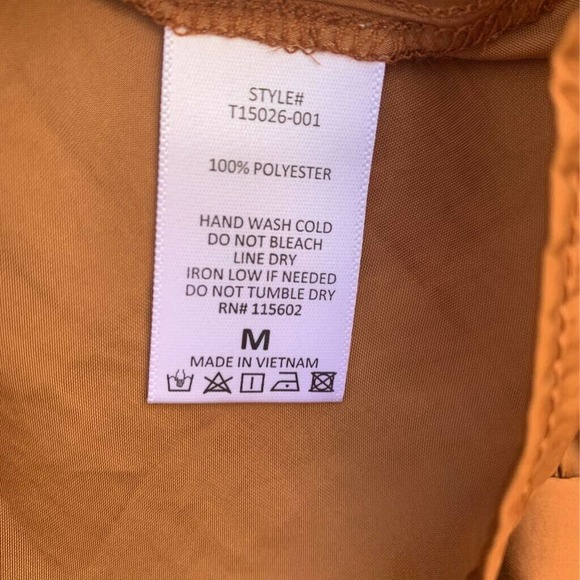 STYLE#
T15026-001
100% POLYESTER
HAND WASH COLD
DO NOT BLEACH
LINE DRY
IRON LOW IF NEEDED
DO NOT TUMBLE DRY
RN# 115602
M
MADE IN VIETNAM